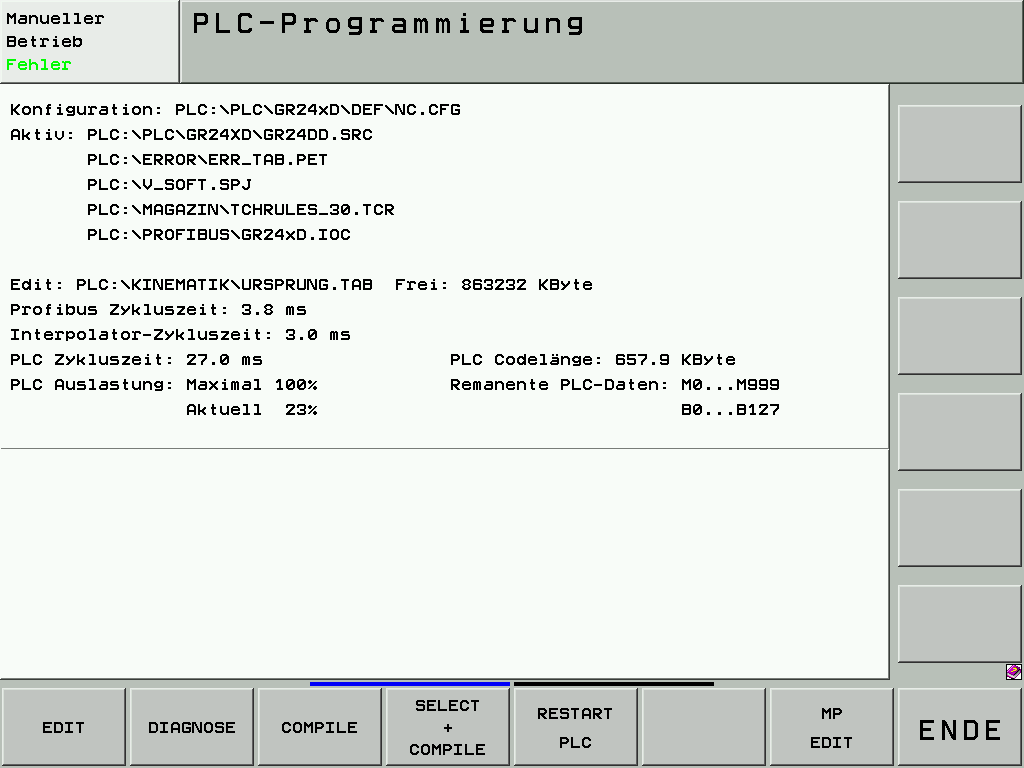 Manueller
Betrieb
Fehler
PLC-Programmierung
Konfiguration: PLC:\PLC\GR24xD\DEF\NC.CFG
Aktiv: PLC:\PLC\GR24XD\GR24DD.SRC
PLC:\ERROR\ERR_TAB.PET
PLC:\V_SOFT.SPJ
PLC:\MAGAZIN\TCHRULES_30.TCR
PLC:\PROFIBUS\GR24xD.IOC
Edit: PLC:\KINEMATIK\URSPRUNG.TAB  Frei: 863232 KByte
Profibus Zykluszeit: 3.8 ms
Interpolator-Zykluszeit: 3.0 ms
PLC Zykluszeit: 27.0 ms  PLC Codelänge: 657.9 KByte
PLC Auslastung: Maximal 100%  Remanente PLC-Daten: M0...M999
Aktuell  23%  B0...B127
EDIT
DIAGNOSE
COMPILE
SELECT
+
COMPILE
RESTART
PLC
MP
EDIT
ENDE